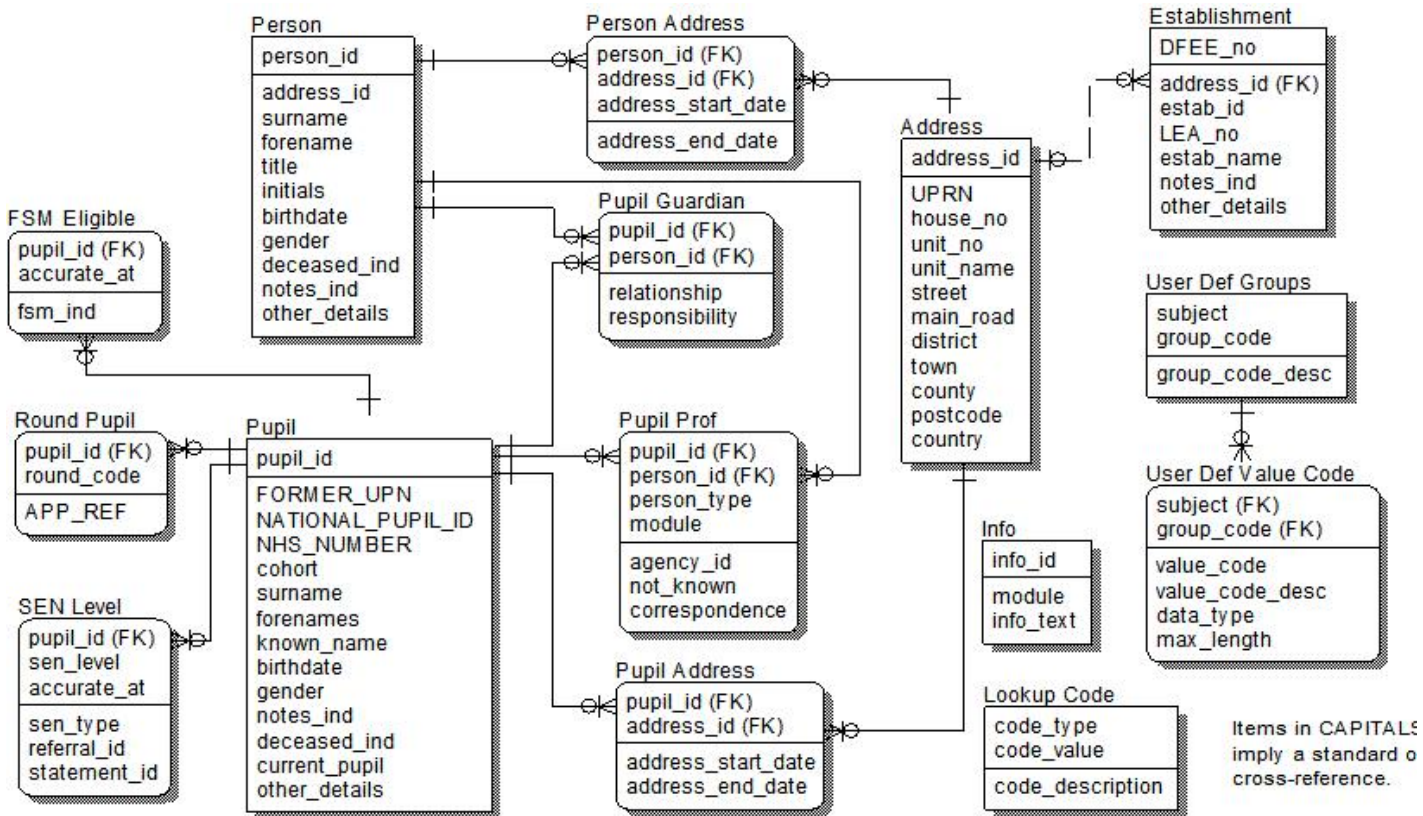 Person
person_id
address_id
surname
forename
title
initials
birthdate
gender
deceased_ind
notes_ind
other_details
Person Address
person_id (FK)
address_id (FK)
address_start_date
address_end_date
Establishment
DFEE_no
address_id (FK)
estab_id
LEA_no
estab_name
notes_ind
other_details
Address
address_id
UPRN
house_no
unit_no
unit_name
street
main_road
district
town
county
postcode
country
FSM Eligible
pupil_id (FK)
accurate_at
fsm_ind
Pupil Guardian
pupil_id (FK)
person_id (FK)
relationship
responsibility
User Def Groups
subject
group_code
group_code_desc
Round Pupil
pupil_id (FK)
round_code
APP_REF
Pupil
pupil_id
FORMER_UPN
NATIONAL_PUPIL_ID
NHS_NUMBER
cohort
surname
forenames
known_name
birthdate
gender
notes_ind
deceased_ind
current_pupil
other_details
Pupil Prof
pupil_id (FK)
person_id (FK)
person_type
module
agency_id
not_known
correspondence
User Def Value Code
subject (FK)
group_code (FK)
value_code
value_code_desc
data_type
max_length
Info
info_id
module
info_text
SEN Level
pupil_id (FK)
sen_level
accurate_at
sen_type
referral_id
statement_id
Pupil Address
pupil_id (FK)
address_id (FK)
address_start_date
address_end_date
Lookup Code
code_type
code_value
code_description
Items in CAPITALS
imply a standard o
cross-reference.